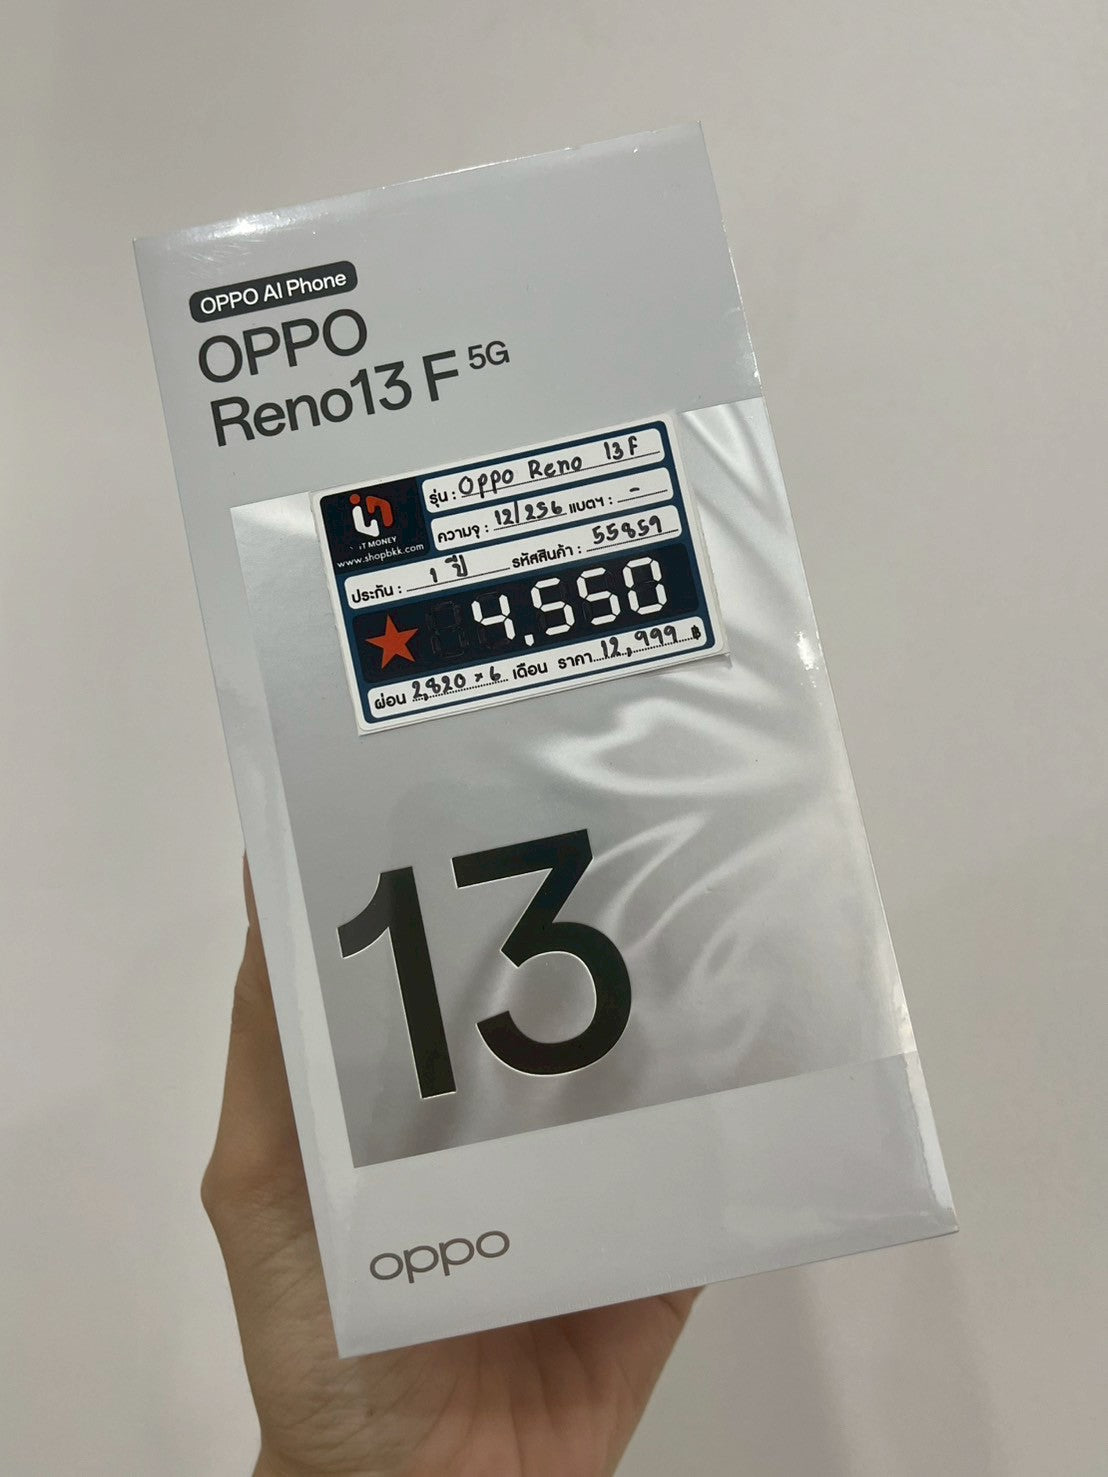 OPPO AI Phone
OPPO
Reno13 F 5G
รุ่น : Oppo Reno 13F
ความจุ : 12/256 แบตฯ : -
MONEY
www.shopbkk.com
ประกัน : 1 ปี รหัสสินค้า : 55859
4,550
ผ่อน 2,820 × 6 เดือน ราคา 12,999 ฿
13
oppo